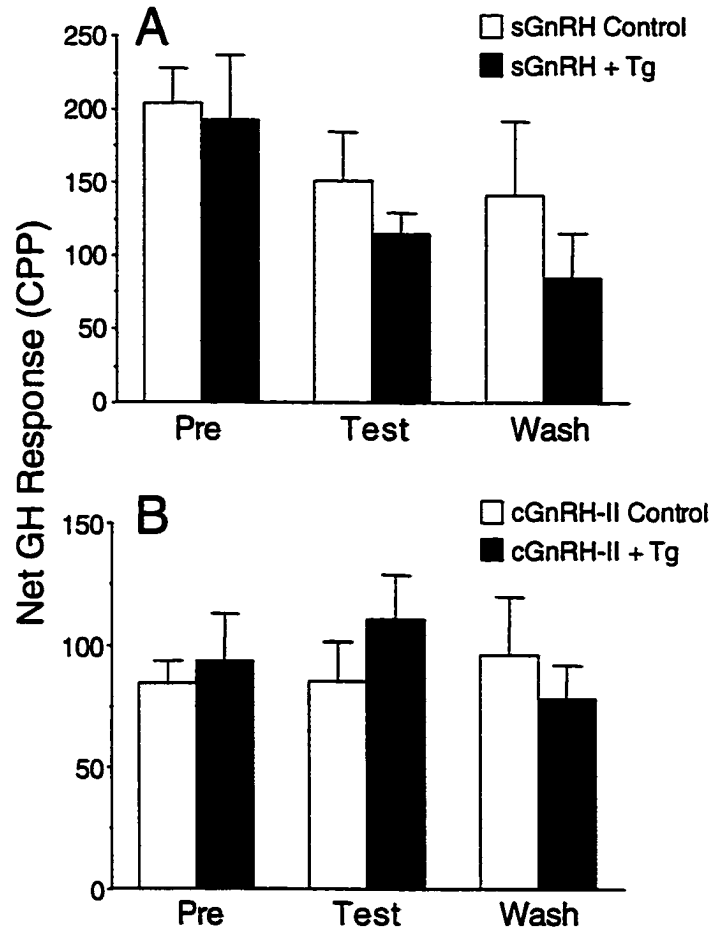 A
sGnRH Control
sGnRH + Tg
250
200
150
100
50
0
Pre Test Wash
Net GH Response (CPP)
B
cGnRH-II Control
cGnRH-II + Tg
150
100
50
0
Pre Test Wash